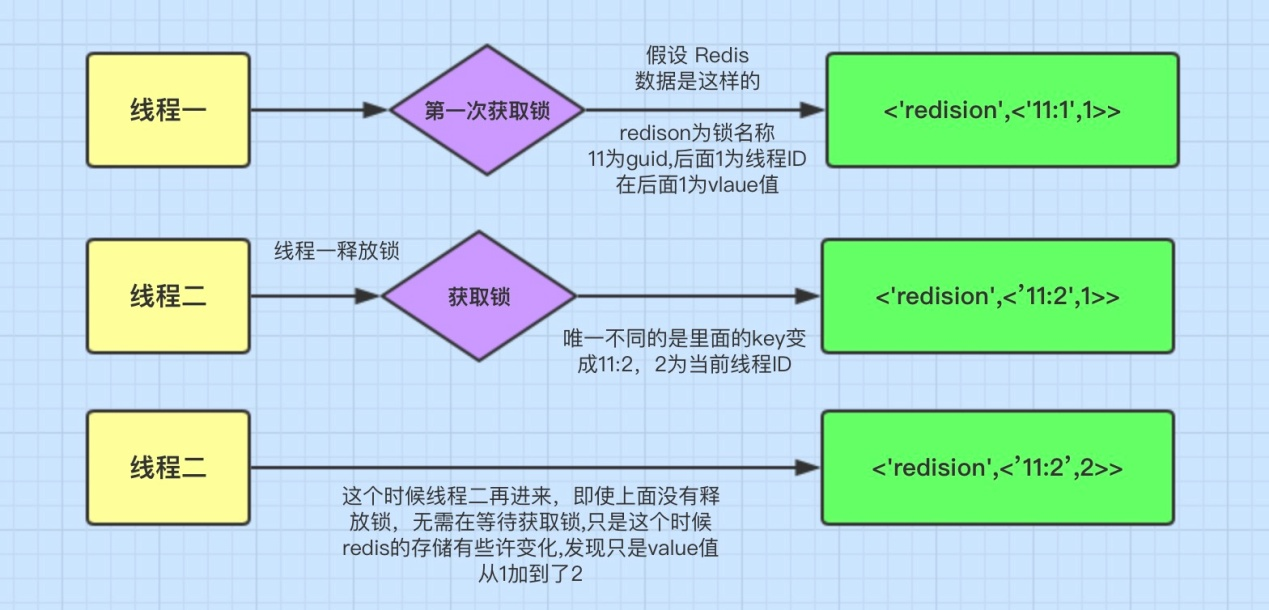 线程一
第一次获取锁
假设 Redis
数据是这样的
redison为锁名称
11为guid,后面1为线程ID
在后面1为vlaue值
<'redision',<'11:1',1>>
线程二
线程一释放锁
获取锁
唯一不同的是里面的key变
成11:2，2为当前线程ID
<'redision',<’11:2',1>>
线程二
这个时候线程二再进来，即使上面没有释
放锁，无需在等待获取锁,只是这个时候
redis的存储有些许变化,发现只是value值
从1加到了2
<'redision',<’11:2’,2>>